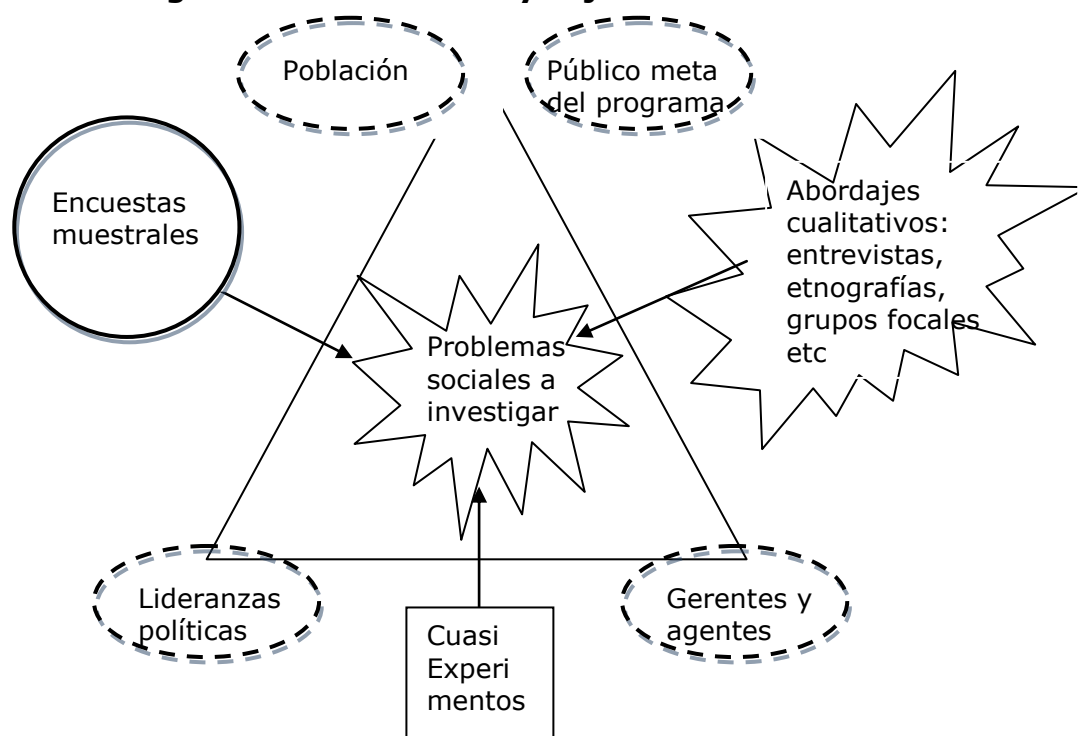 Población
Público meta
del programa
Encuestas
muestrales
Abordajes
cualitativos:
entrevistas,
etnografías,
grupos focales
etc
Problemas
sociales a
investigar
Lideranzas
políticas
Gerentes y
agentes
Cuasi
Experi
mentos